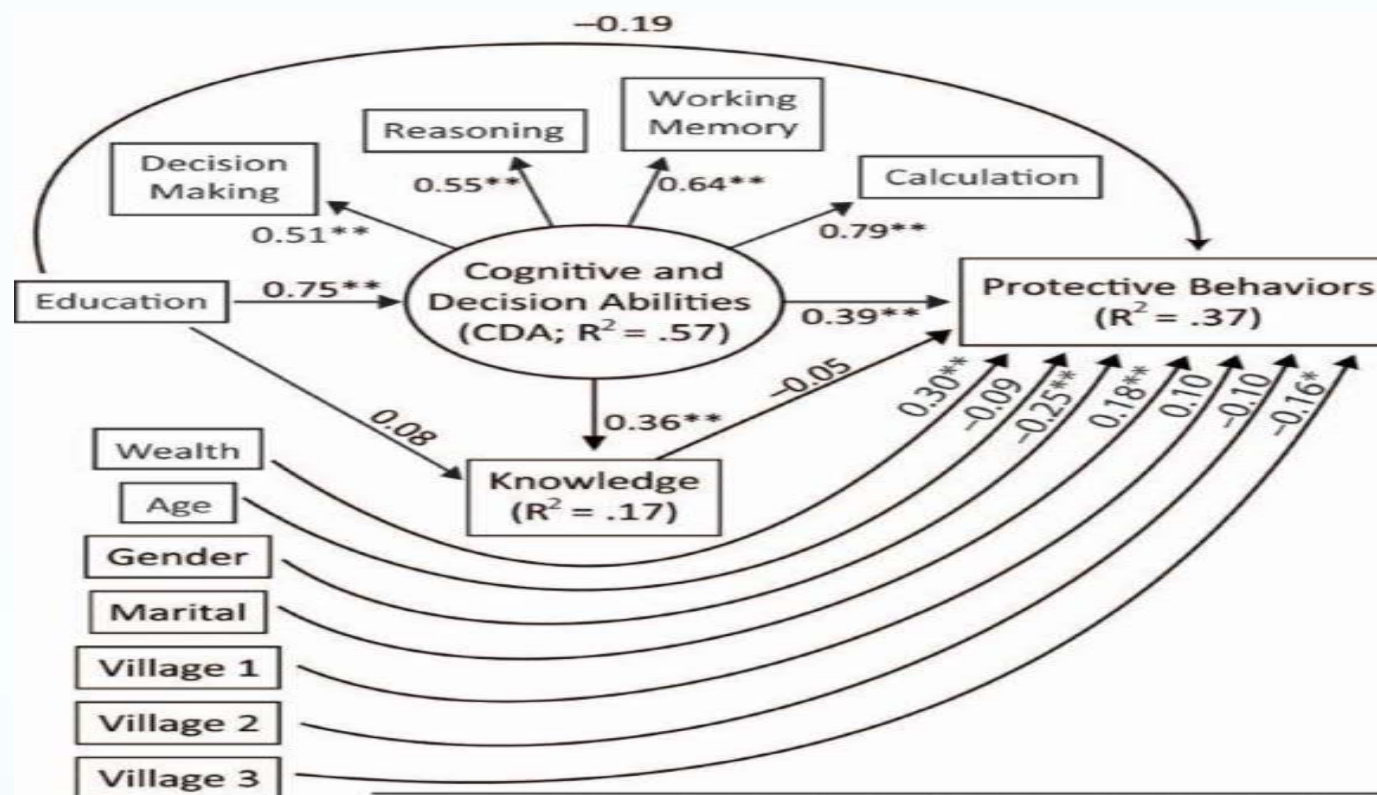 −0.19
Working
Memory
Reasoning
Decision
Making
Calculation
0.55**
0.64**
0.51**
0.79**
Cognitive and
Decision Abilities
(CDA; R² = .57)
Education
0.75**
0.39**
Protective Behaviors
(R² = .37)
0.08
0.36**
−0.05
0.30**
−0.09
−0.25**
0.18**
0.10
−0.10
−0.16*
Knowledge
(R² = .17)
Wealth
Age
Gender
Marital
Village 1
Village 2
Village 3